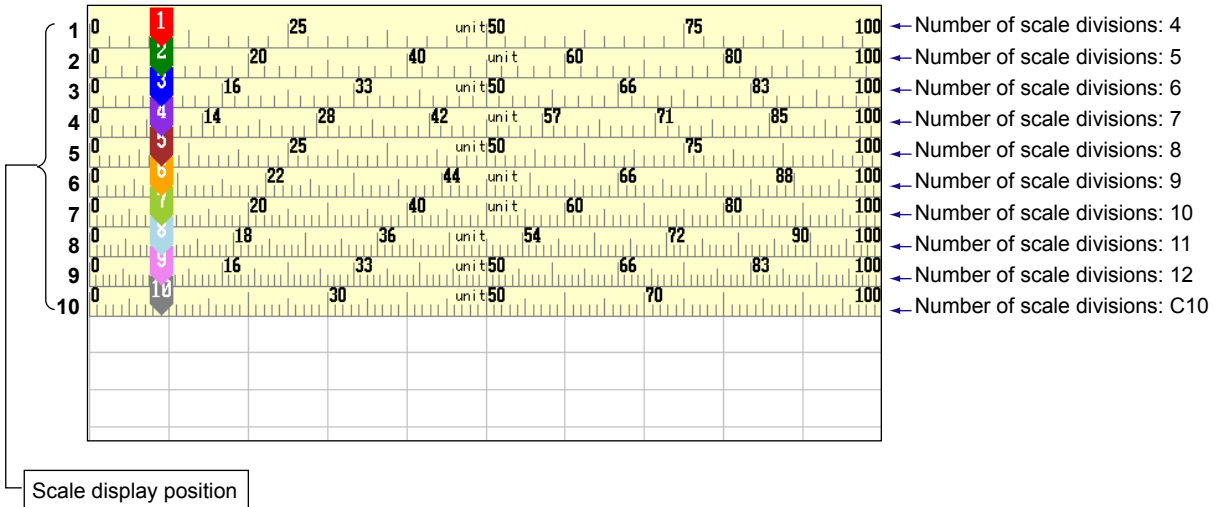 1 0 1 25 unit 50 75 100 Number of scale divisions: 4
2 0 2 20 40 unit 60 80 100 Number of scale divisions: 5
3 0 3 16 33 unit 50 66 83 100 Number of scale divisions: 6
4 0 4 14 28 42 unit 57 71 85 100 Number of scale divisions: 7
5 0 5 25 unit 50 75 100 Number of scale divisions: 8
6 0 6 22 44 unit 66 88 100 Number of scale divisions: 9
7 0 7 20 40 unit 60 80 100 Number of scale divisions: 10
8 0 8 18 36 unit 54 72 90 100 Number of scale divisions: 11
9 0 9 16 33 unit 50 66 83 100 Number of scale divisions: 12
10 0 10 30 unit 50 70 100 Number of scale divisions: C10
Scale display position